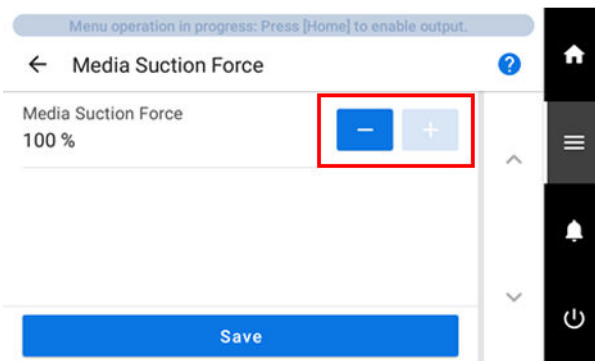 Menu operation in progress: Press [Home] to enable output.
Media Suction Force
?
Media Suction Force
100 %
Save